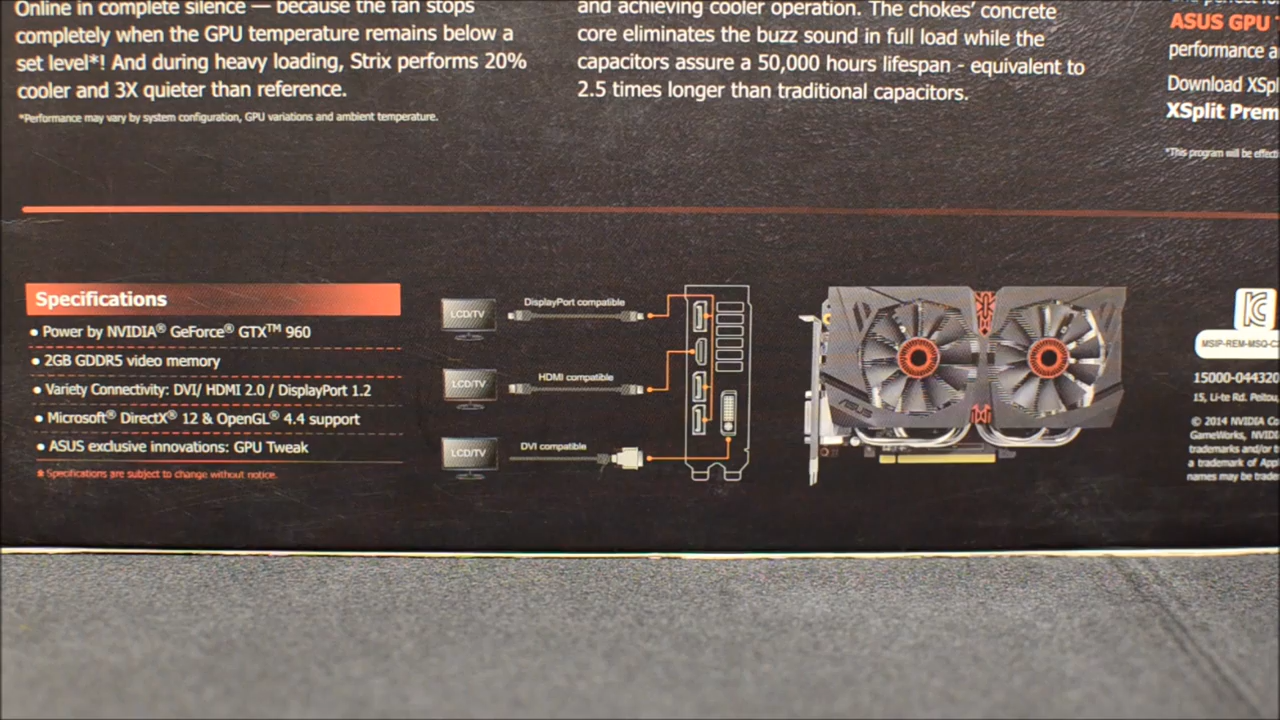 Online in complete silence — because the fan stops
completely when the GPU temperature remains below a
set level*! And during heavy loading, Strix performs 20%
cooler and 3X quieter than reference.
*Performance may vary by system configuration, GPU variations and ambient temperature.
and achieving cooler operation. The chokes' concrete
core eliminates the buzz sound in full load while the
capacitors assure a 50,000 hours lifespan - equivalent to
2.5 times longer than traditional capacitors.
ASUS GPU
performance a
Download XSpl
XSplit Prem
*This program will be effecti
Specifications
• Power by NVIDIA® GeForce® GTX™ 960
• 2GB GDDR5 video memory
• Variety Connectivity: DVI/ HDMI 2.0 / DisplayPort 1.2
• Microsoft® DirectX® 12 & OpenGL® 4.4 support
• ASUS exclusive innovations: GPU Tweak
* Specifications are subject to change without notice.
LCD/TV
DisplayPort compatible
LCD/TV
HDMI compatible
LCD/TV
DVI compatible
ASUS
MSIP-REM-MSQ-C
15000-044320
15, Li-te Rd. Peitou,
© 2014 NVIDIA Co
GameWorks, NVIDI
trademarks and/or t
a trademark of App
names may be trade